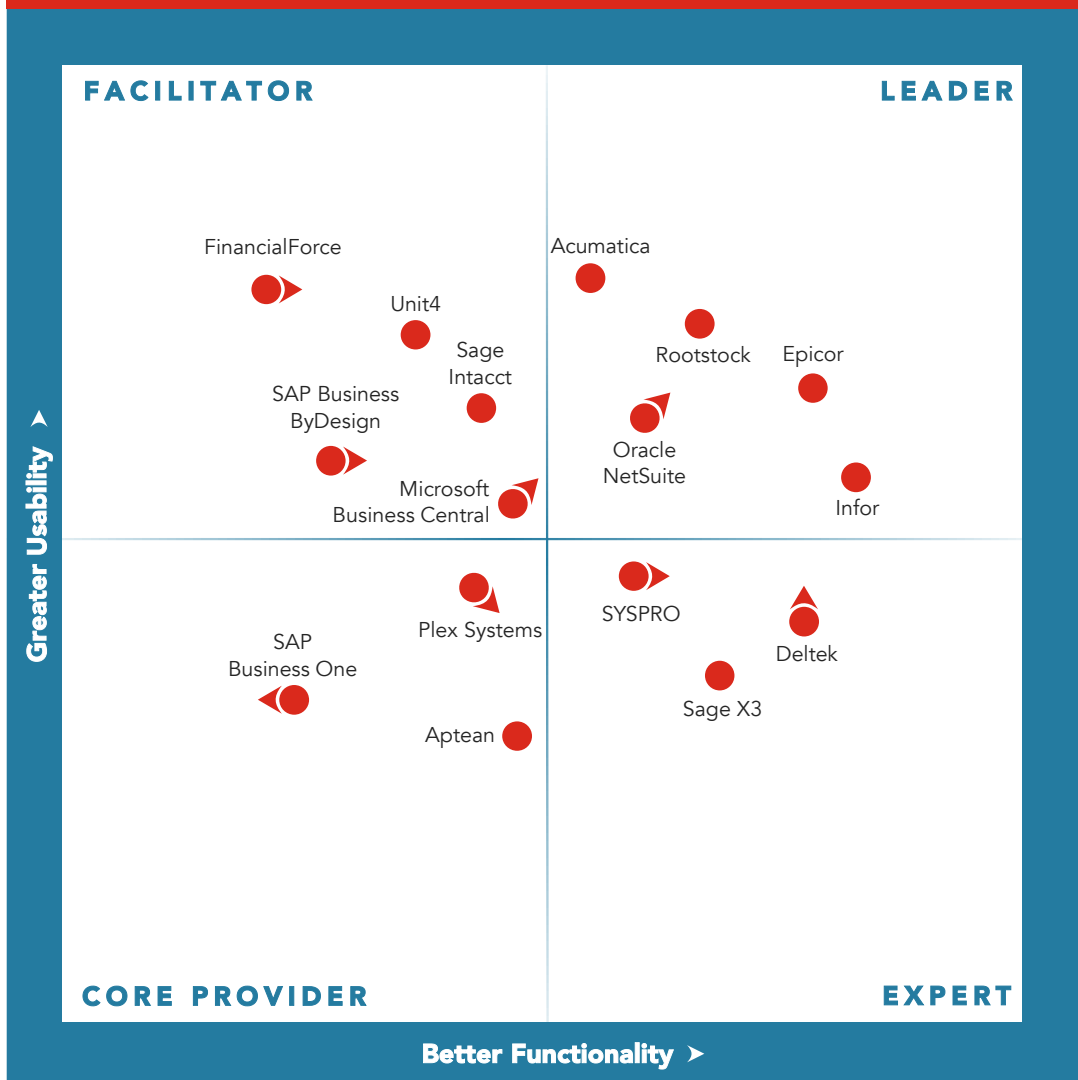 FACILITATOR
LEADER
FinancialForce
Acumatica
Unit4
Sage
Intacct
Rootstock
Epicor
SAP Business
ByDesign
Oracle
NetSuite
Microsoft
Business Central
Infor
Greater Usability
Plex Systems
SYSPRO
SAP
Business One
Deltek
Sage X3
Aptean
CORE PROVIDER
EXPERT
Better Functionality